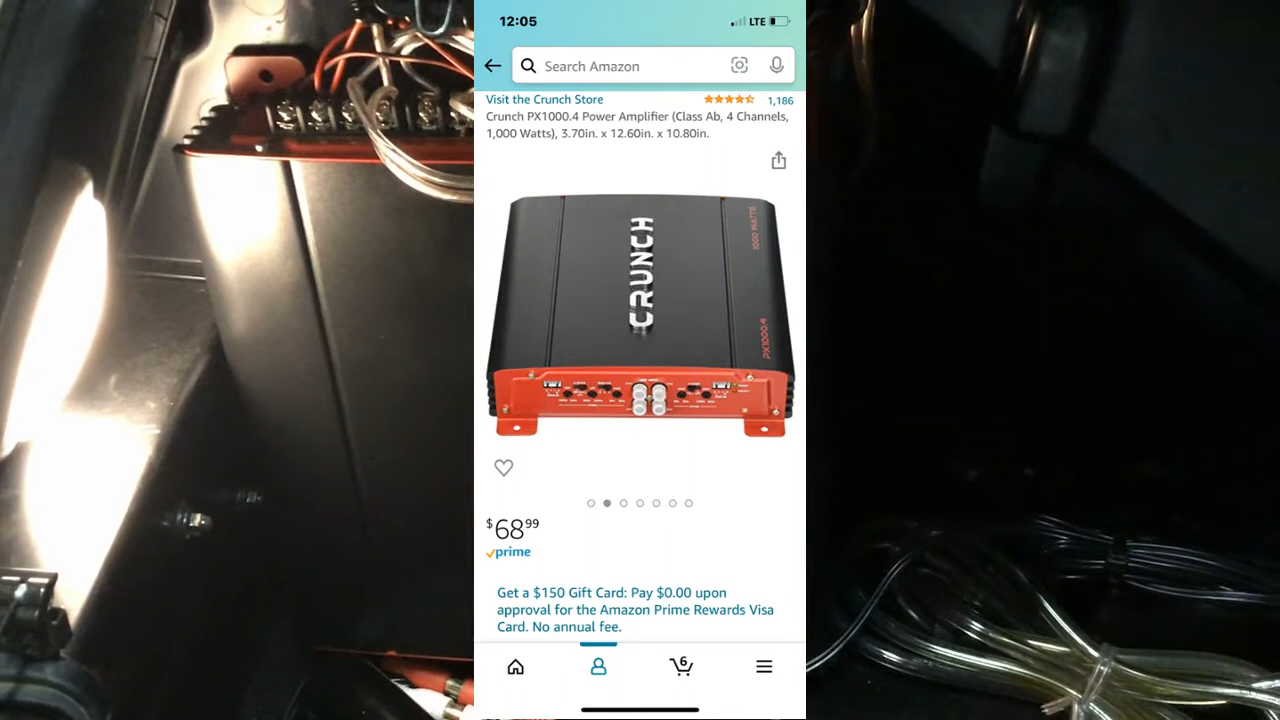 12:05
LTE
Search Amazon
Visit the Crunch Store
1,186
Crunch PX1000.4 Power Amplifier (Class Ab, 4 Channels,
1,000 Watts), 3.70in. x 12.60in. x 10.80in.
CRUNCH
1000 WATTS
PX1000.4
$68.99
prime
Get a $150 Gift Card: Pay $0.00 upon
approval for the Amazon Prime Rewards Visa
Card. No annual fee.
6